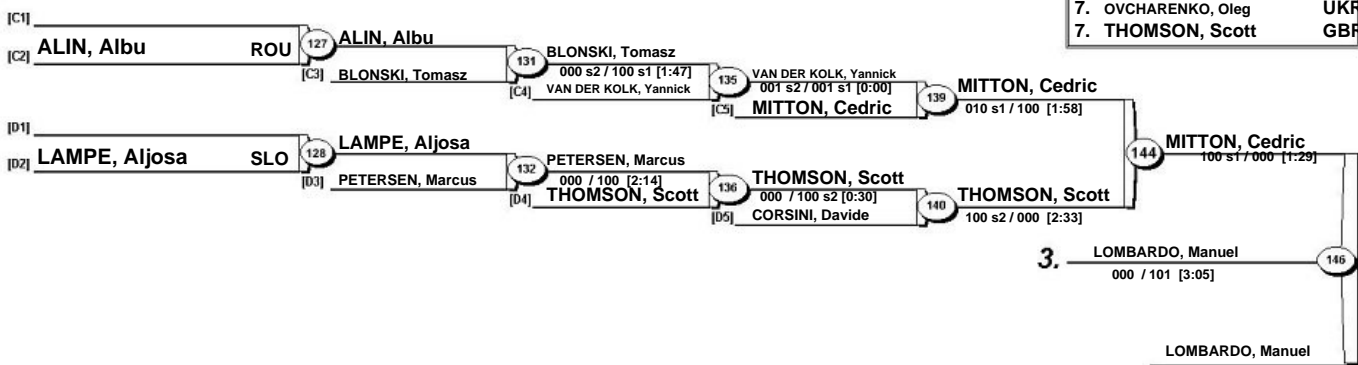 7. OVCHARENKO, Oleg UKR
7. THOMSON, Scott GBR
[C1]
[C2] ALIN, Albu ROU 127 ALIN, Albu
[C3] BLONSKI, Tomasz
131 BLONSKI, Tomasz
000 s2 / 100 s1 [1:47]
[C4] VAN DER KOLK, Yannick
135 VAN DER KOLK, Yannick
001 s2 / 001 s1 [0:00]
[C5] MITTON, Cedric
139 MITTON, Cedric
010 s1 / 100 [1:58]
[D1]
[D2] LAMPE, Aljosa SLO 128 LAMPE, Aljosa
[D3] PETERSEN, Marcus
132 PETERSEN, Marcus
000 / 100 [2:14]
[D4] THOMSON, Scott
136 THOMSON, Scott
000 / 100 s2 [0:30]
[D5] CORSINI, Davide
140 THOMSON, Scott
100 s2 / 000 [2:33]
144 MITTON, Cedric
100 s1 / 000 [1:29]
3. LOMBARDO, Manuel 146
000 / 101 [3:05]
LOMBARDO, Manuel